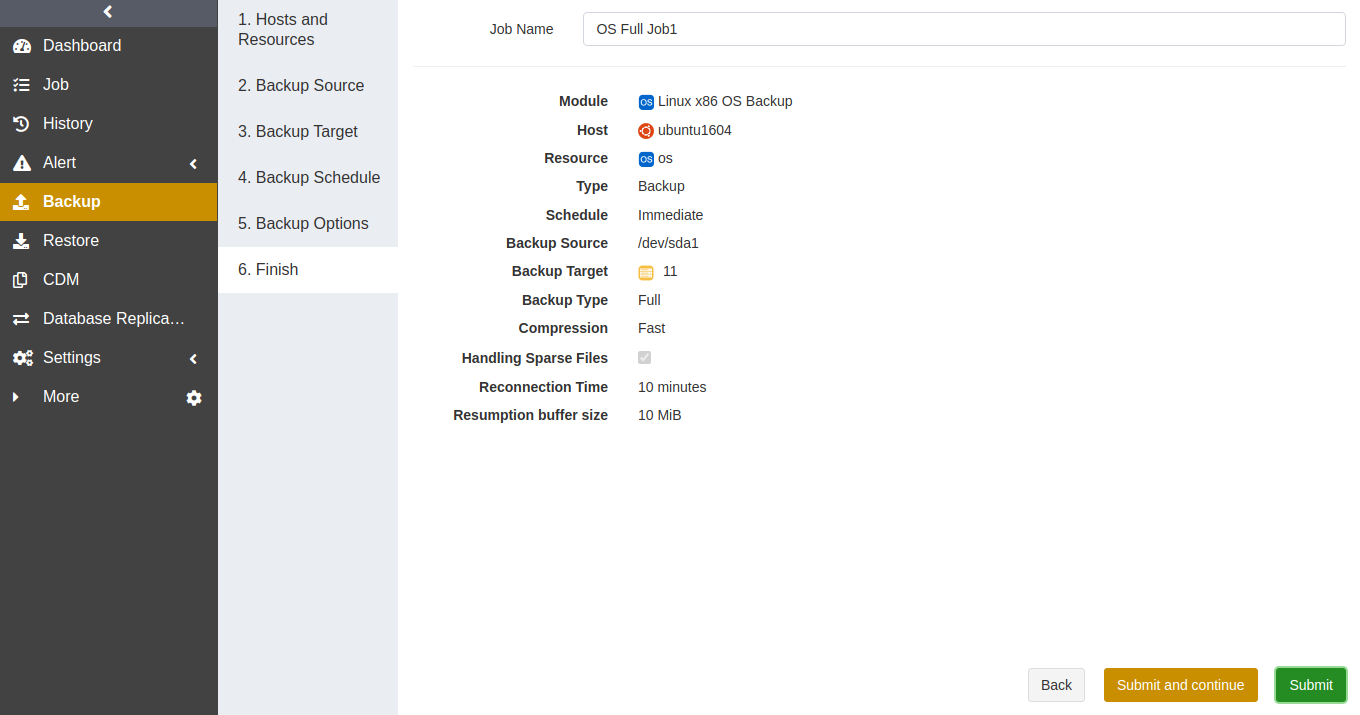 Dashboard
Job
History
Alert
Backup
Restore
CDM
Database Replica…
Settings
More
1. Hosts and
Resources
2. Backup Source
3. Backup Target
4. Backup Schedule
5. Backup Options
6. Finish
Job Name OS Full Job1
Module OS Linux x86 OS Backup
Host ubuntu1604
Resource OS os
Type Backup
Schedule Immediate
Backup Source /dev/sda1
Backup Target 11
Backup Type Full
Compression Fast
Handling Sparse Files
Reconnection Time 10 minutes
Resumption buffer size 10 MiB
Back Submit and continue Submit